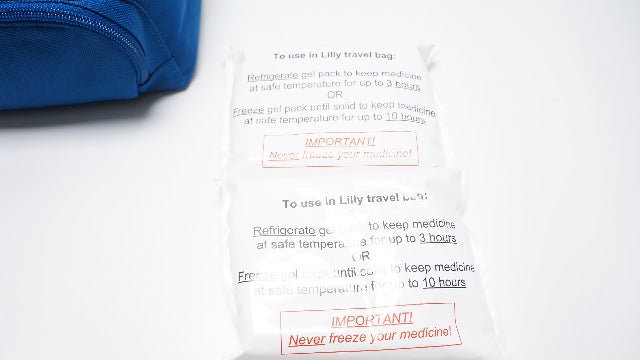 To use in Lilly travel bag:
Refrigerate gel pack to keep medicine
at safe temperature for up to 3 hours
OR
Freeze gel pack until solid to keep medicine
at safe temperature for up to 10 hours
IMPORTANT!
Never freeze your medicine!
To use in Lilly travel bag:
Refrigerate gel pack to keep medicine
at safe temperature for up to 3 hours
OR
Freeze gel pack until solid to keep medicine
at safe temperature for up to 10 hours
IMPORTANT!
Never freeze your medicine!